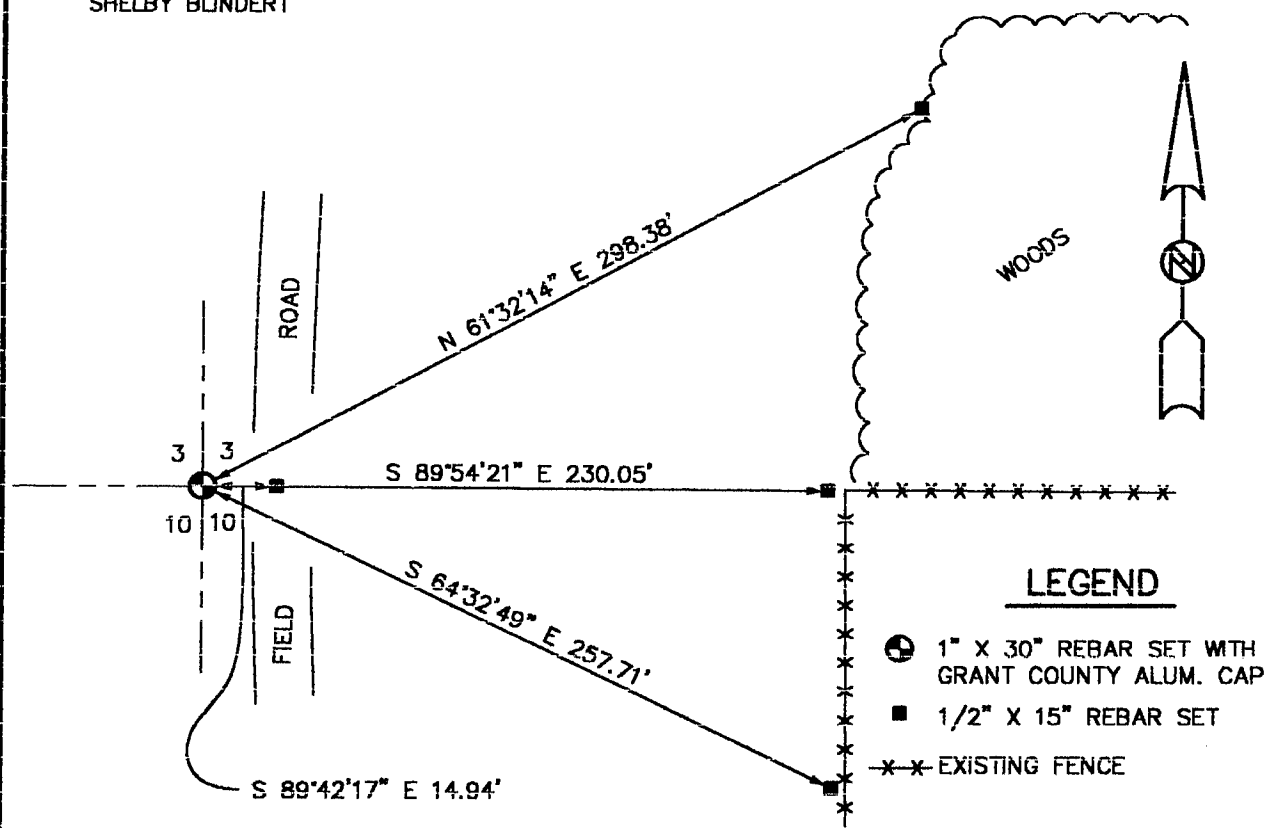 SHELBY BLINDERT
N 61°32'14" E 298.38'
WOODS
N
ROAD
3 3
S 89°54'21" E 230.05'
10 10
S 64°32'49" E 257.71'
FIELD
S 89°42'17" E 14.94'
LEGEND
1" X 30" REBAR SET WITH
GRANT COUNTY ALUM. CAP
1/2" X 15" REBAR SET
EXISTING FENCE